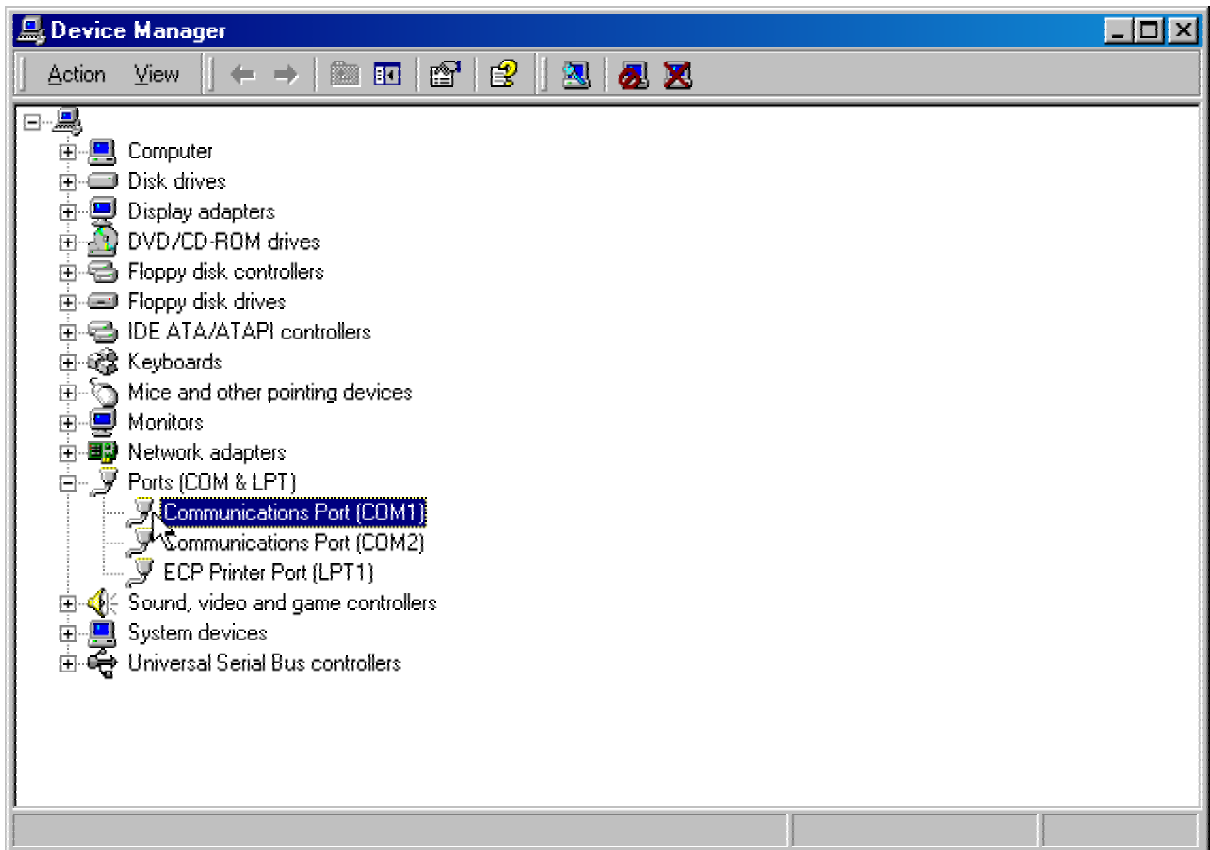 Device Manager
Action View
Computer
Disk drives
Display adapters
DVD/CD-ROM drives
Floppy disk controllers
Floppy disk drives
IDE ATA/ATAPI controllers
Keyboards
Mice and other pointing devices
Monitors
Network adapters
Ports (COM & LPT)
Communications Port (COM1)
Communications Port (COM2)
ECP Printer Port (LPT1)
Sound, video and game controllers
System devices
Universal Serial Bus controllers